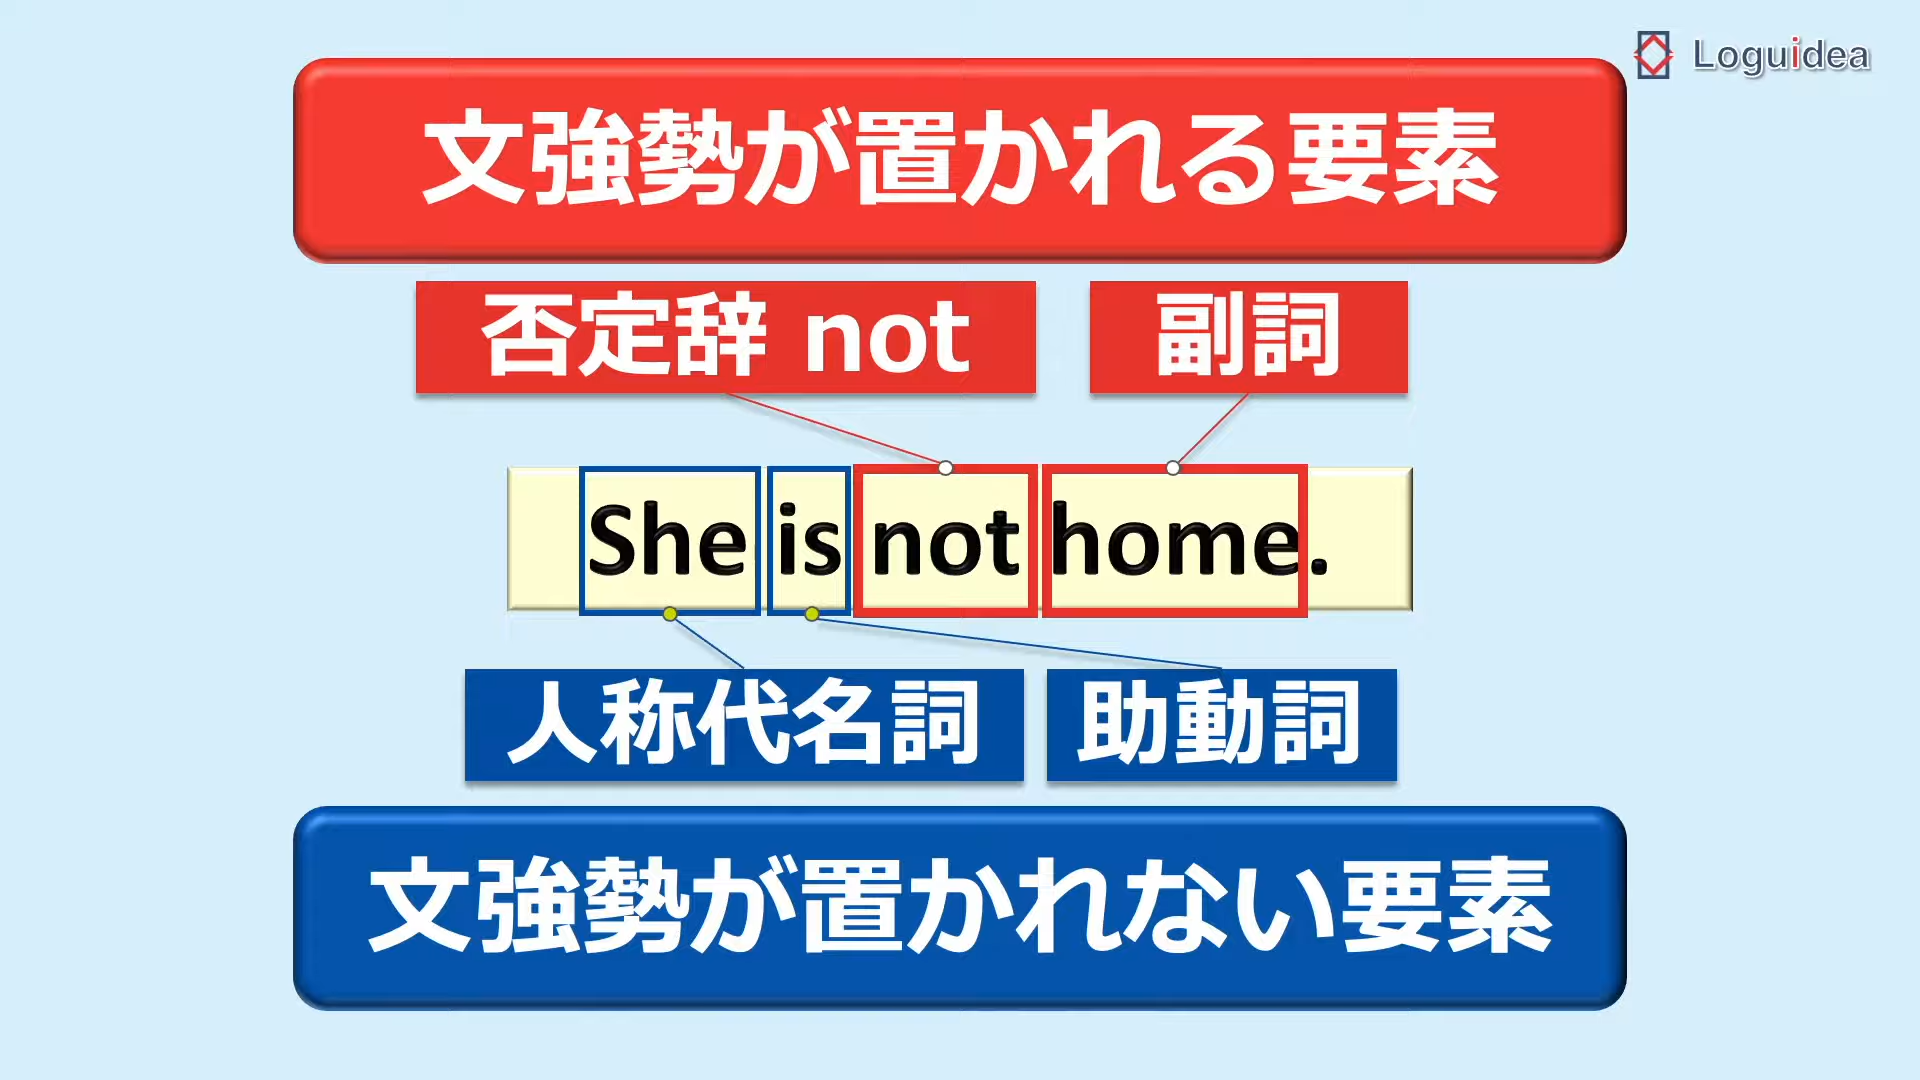 Loguidea
文強勢が置かれる要素
否定辞 not
副詞
She is not home.
人称代名詞
助動詞
文強勢が置かれない要素